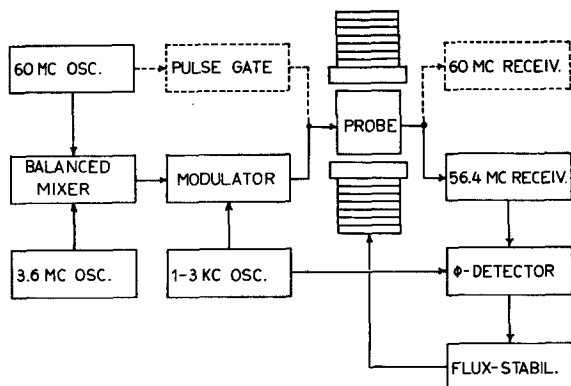 60 MC OSC.
PULSE GATE
60 MC RECEIV.
PROBE
BALANCED
MIXER
MODULATOR
56.4 MC RECEIV.
3.6 MC OSC.
1-3 KC OSC.
Φ-DETECTOR
FLUX-STABIL.